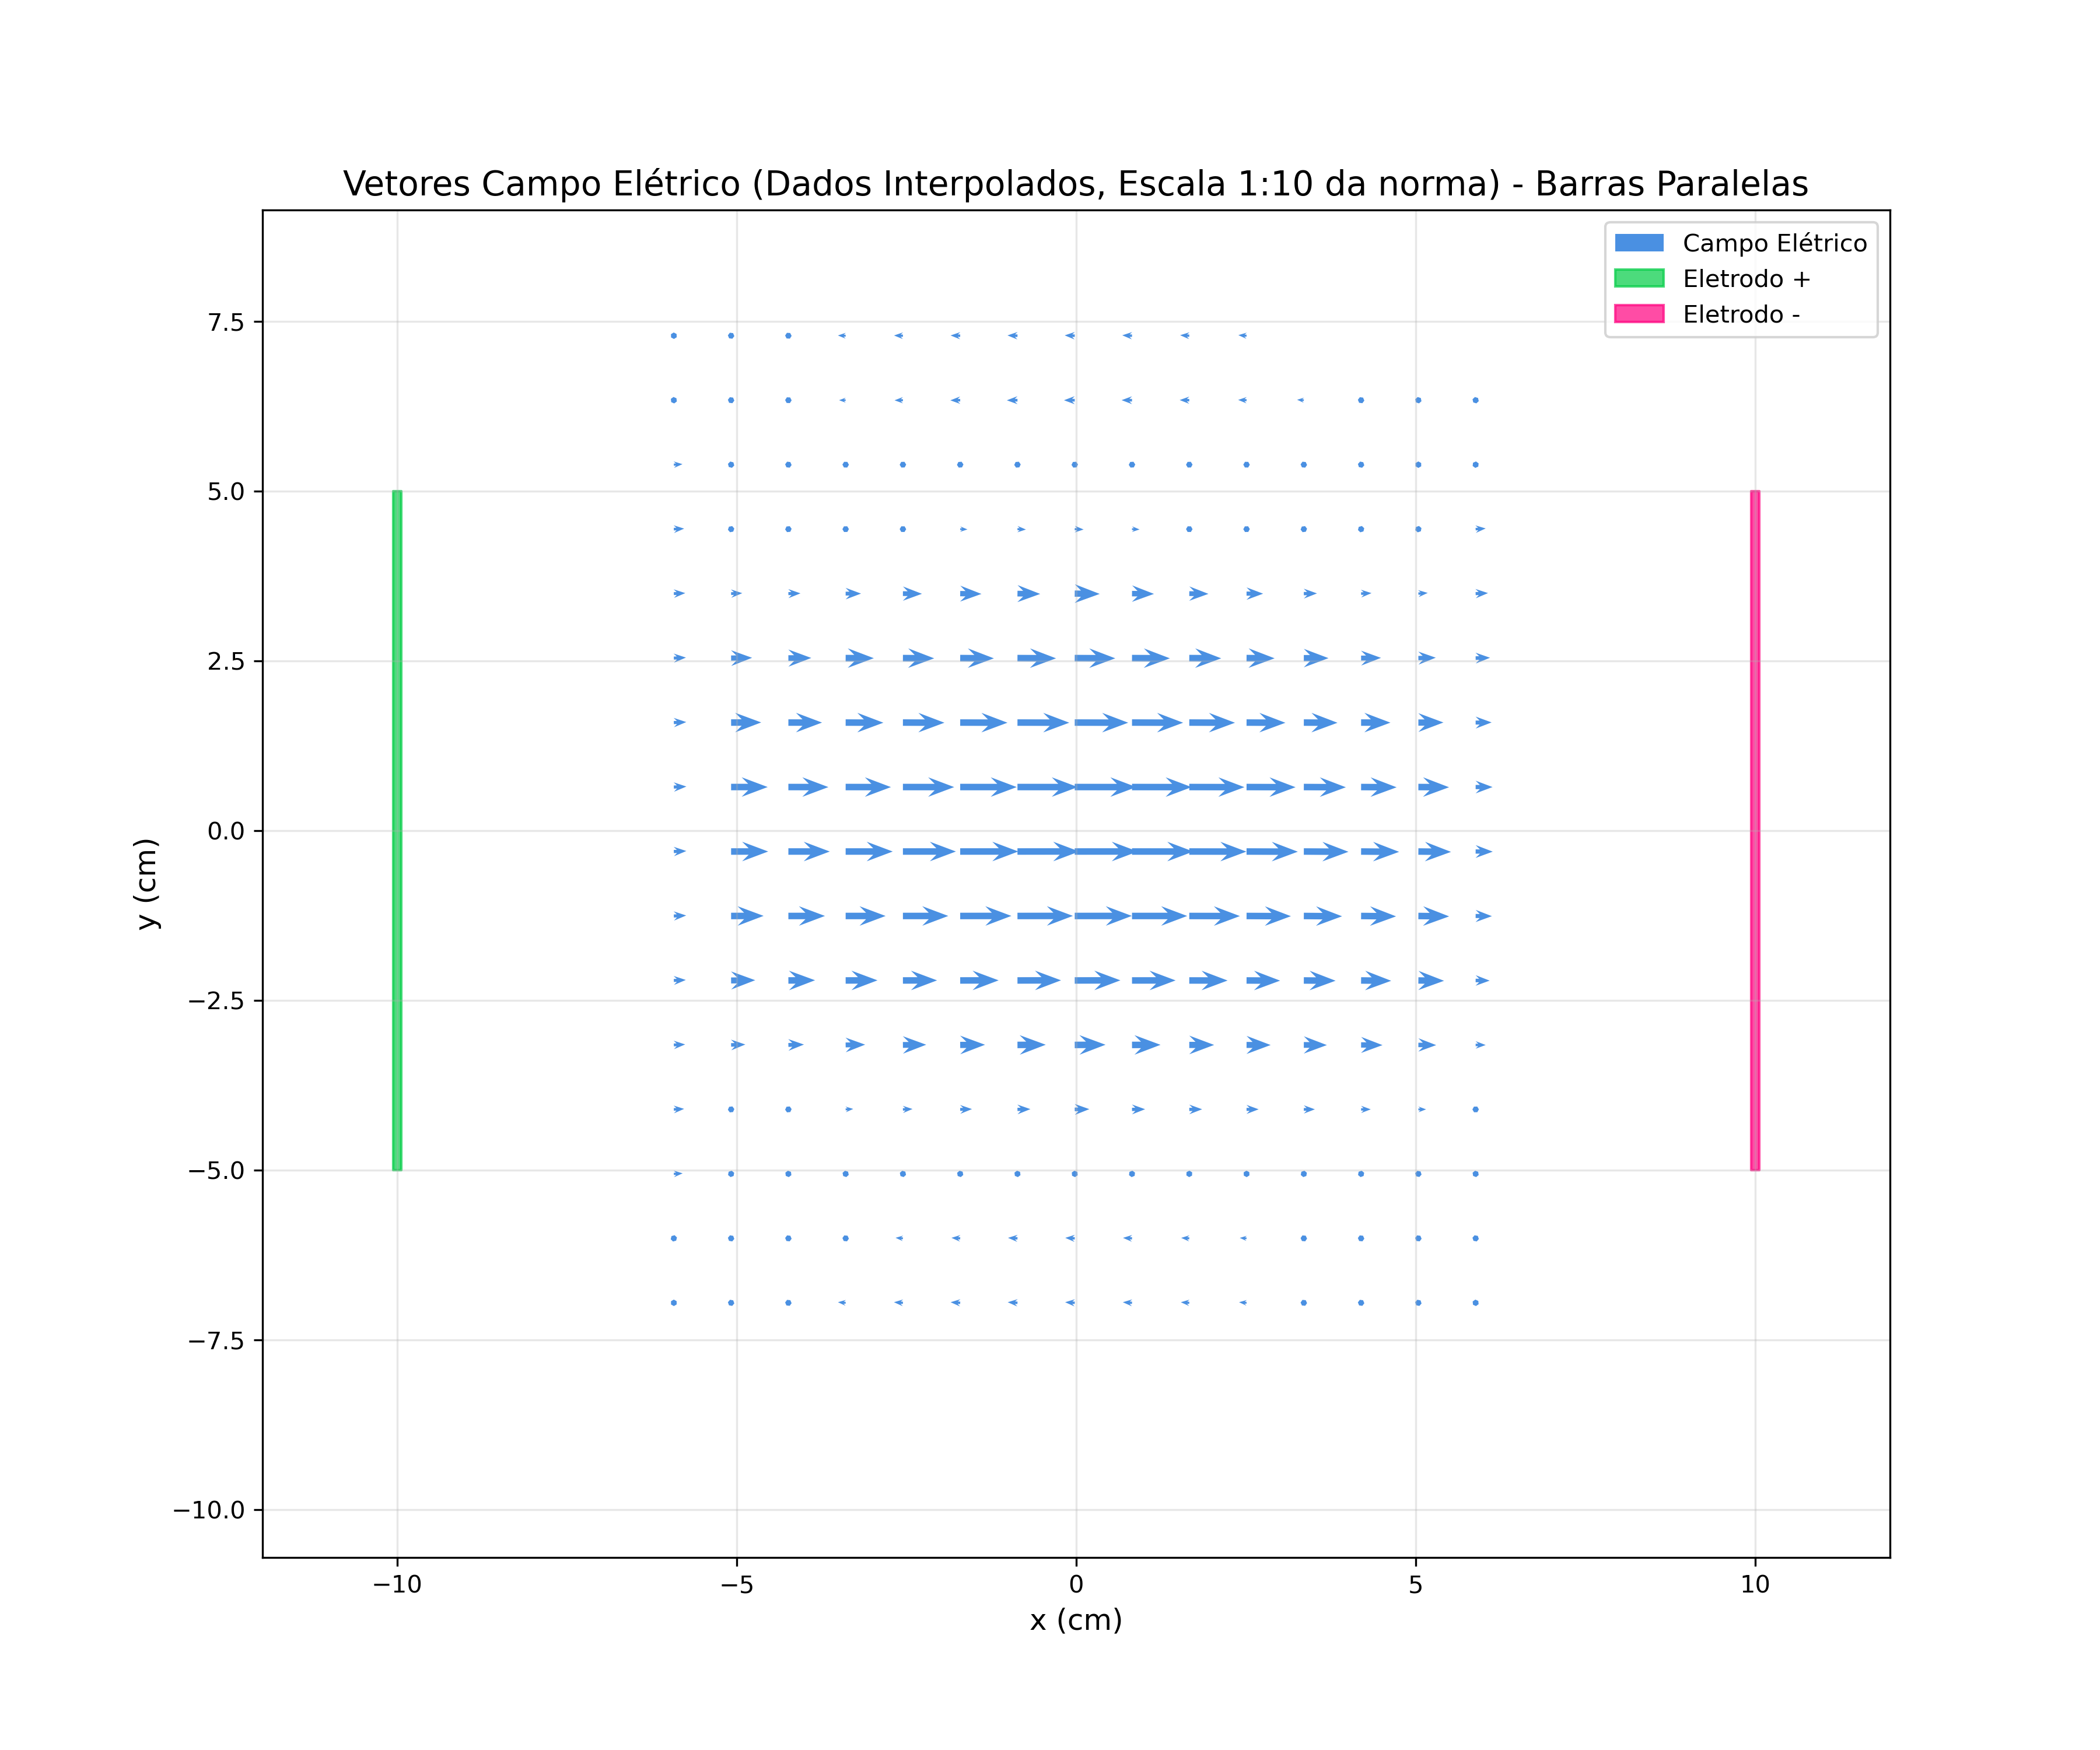 Vetores Campo Elétrico (Dados Interpolados, Escala 1:10 da norma) - Barras Paralelas
Campo Elétrico
Eletrodo +
Eletrodo -
7.5
5.0
2.5
0.0
−2.5
−5.0
−7.5
−10.0
y (cm)
−10
−5
0
5
10
x (cm)